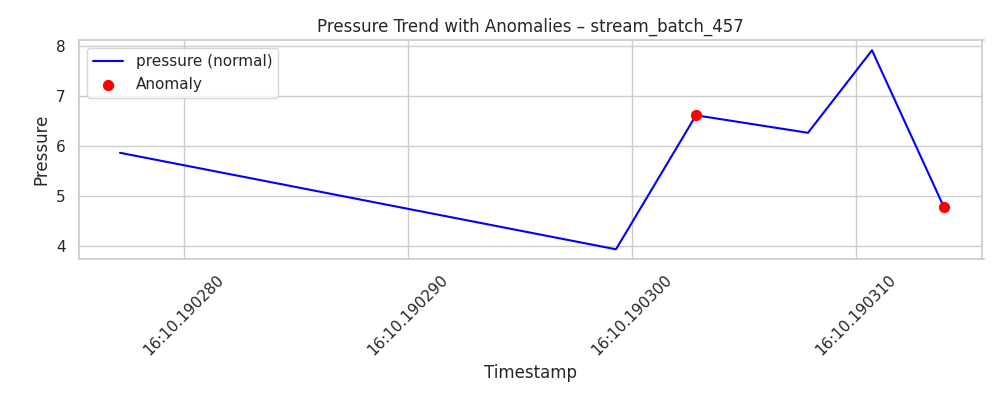 Pressure Trend with Anomalies – stream_batch_457
pressure (normal)
Anomaly
Pressure
8
7
6
5
4
16:10.190280
16:10.190290
16:10.190300
16:10.190310
Timestamp